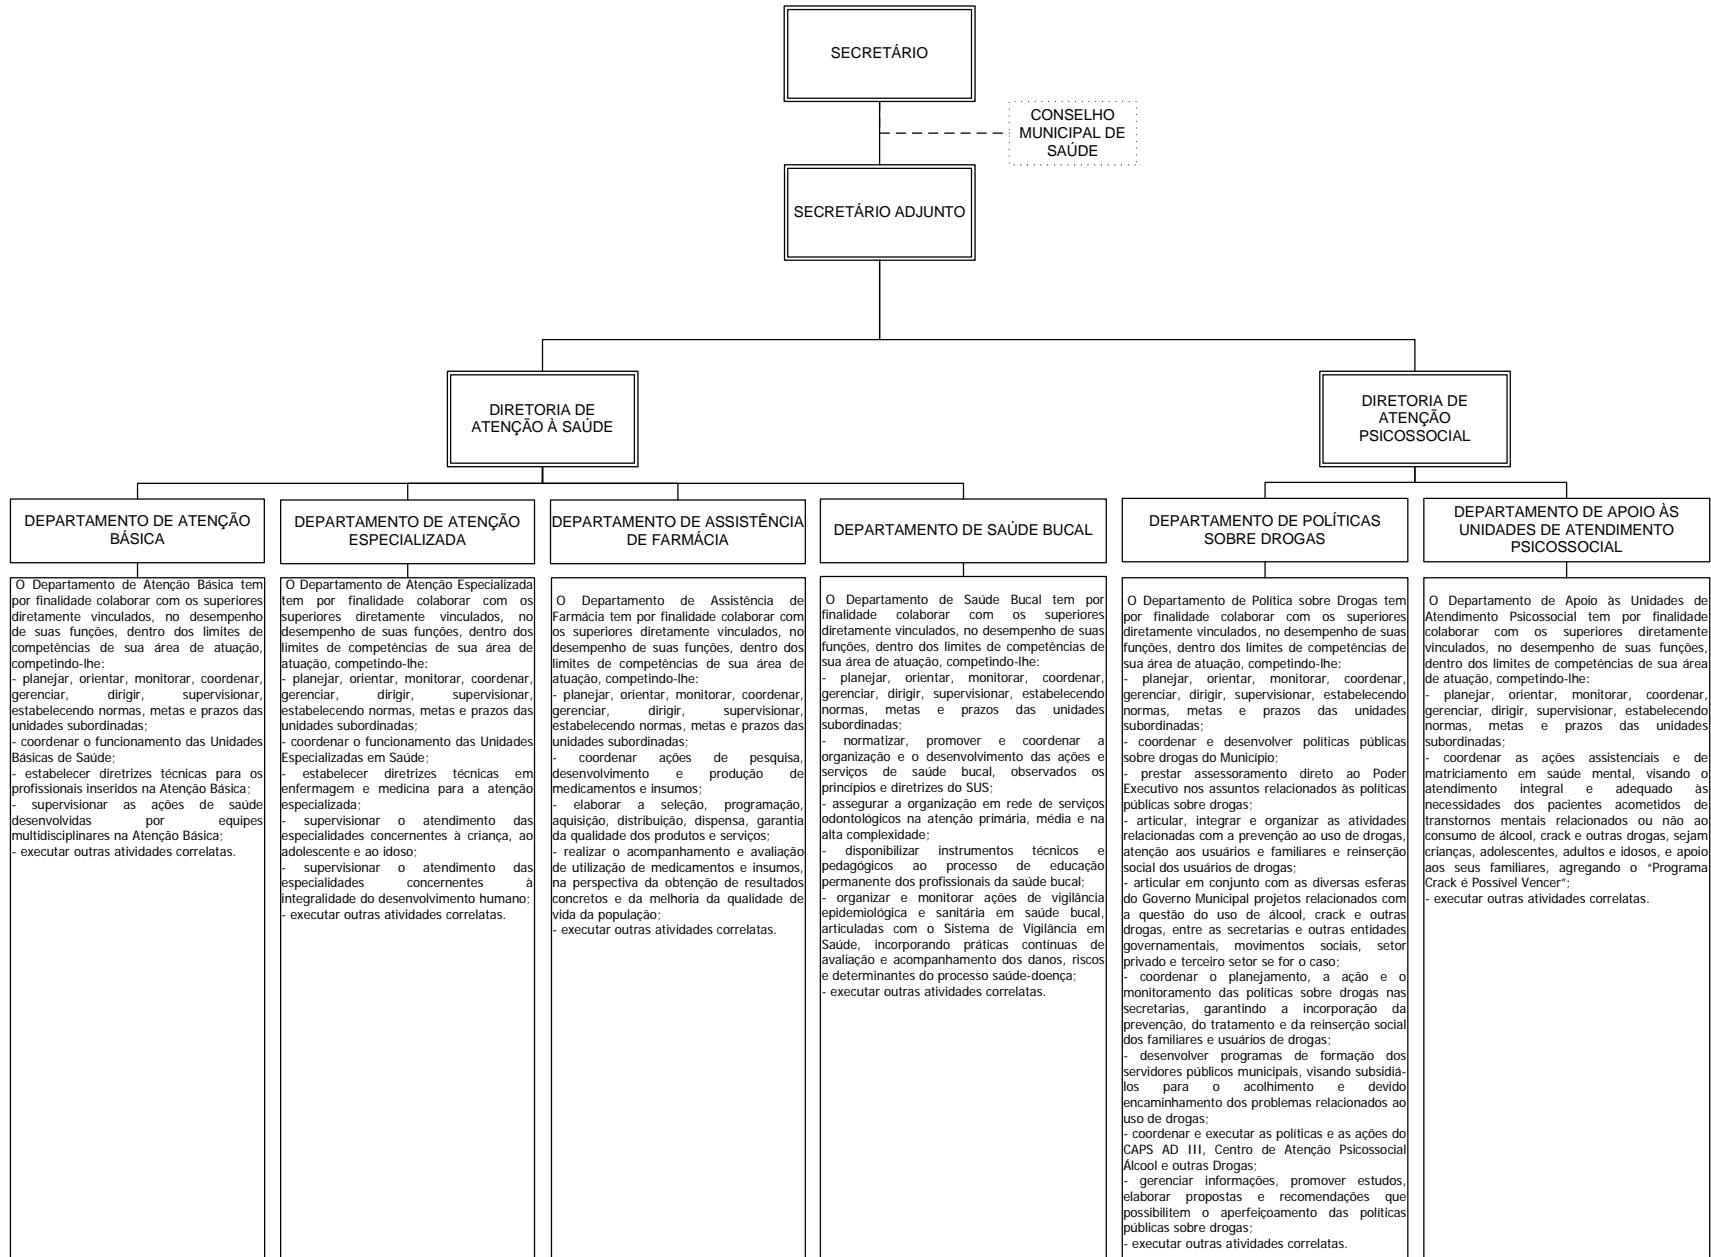 SECRETÁRIO
CONSELHO
MUNICIPAL DE
SAÚDE
SECRETÁRIO ADJUNTO
DIRETORIA DE
ATENÇÃO À SAÚDE
DIRETORIA DE
ATENÇÃO
PSICOSSOCIAL
DEPARTAMENTO DE ATENÇÃO
BÁSICA
DEPARTAMENTO DE ATENÇÃO
ESPECIALIZADA
DEPARTAMENTO DE ASSISTÊNCIA
DE FARMÁCIA
DEPARTAMENTO DE SAÚDE BUCAL
DEPARTAMENTO DE POLÍTICAS
SOBRE DROGAS
DEPARTAMENTO DE APOIO ÀS
UNIDADES DE ATENDIMENTO
PSICOSSOCIAL
O Departamento de Atenção Básica tem
por finalidade colaborar com os superiores
diretamente vinculados, no desempenho
de suas funções, dentro dos limites de
competências de sua área de atuação,
competindo-lhe:
- planejar, orientar, monitorar, coordenar,
gerenciar, dirigir, supervisionar,
estabelecendo normas, metas e prazos das
unidades subordinadas;
- coordenar o funcionamento das Unidades
Básicas de Saúde;
- estabelecer diretrizes técnicas para os
profissionais inseridos na Atenção Básica;
- supervisionar as ações de saúde
desenvolvidas por equipes
multidisciplinares na Atenção Básica;
- executar outras atividades correlatas.
O Departamento de Atenção Especializada
tem por finalidade colaborar com os
superiores diretamente vinculados, no
desempenho de suas funções, dentro dos
limites de competências de sua área de
atuação, competindo-lhe:
- planejar, orientar, monitorar, coordenar,
gerenciar, dirigir, supervisionar,
estabelecendo normas, metas e prazos das
unidades subordinadas;
- coordenar o funcionamento das Unidades
Especializadas em Saúde;
- estabelecer diretrizes técnicas em
enfermagem e medicina para a atenção
especializada;
- supervisionar o atendimento das
especialidades concernentes à criança, ao
adolescente e ao idoso;
- supervisionar o atendimento das
especialidades concernentes à
integralidade do desenvolvimento humano;
- executar outras atividades correlatas.
O Departamento de Assistência de
Farmácia tem por finalidade colaborar com
os superiores diretamente vinculados, no
desempenho de suas funções, dentro dos
limites de competências de sua área de
atuação, competindo-lhe:
- planejar, orientar, monitorar, coordenar,
gerenciar, dirigir, supervisionar,
estabelecendo normas, metas e prazos das
unidades subordinadas;
- coordenar ações de pesquisa,
desenvolvimento e produção de
medicamentos e insumos;
- elaborar a seleção, programação,
aquisição, distribuição, dispensa, garantia
da qualidade dos produtos e serviços;
- realizar o acompanhamento e avaliação
de utilização de medicamentos e insumos,
na perspectiva da obtenção de resultados
concretos e da melhoria da qualidade de
vida da população;
- executar outras atividades correlatas.
O Departamento de Saúde Bucal tem por
finalidade colaborar com os superiores
diretamente vinculados, no desempenho de suas
funções, dentro dos limites de competências de
sua área de atuação, competindo-lhe:
- planejar, orientar, monitorar, coordenar,
gerenciar, dirigir, supervisionar, estabelecendo
normas, metas e prazos das unidades
subordinadas;
- normatizar, promover e coordenar a
organização e o desenvolvimento das ações e
serviços de saúde bucal, observados os
princípios e diretrizes do SUS;
- assegurar a organização em rede de serviços
odontológicos na atenção primária, média e na
alta complexidade;
- disponibilizar instrumentos técnicos e
pedagógicos ao processo de educação
permanente dos profissionais da saúde bucal;
- organizar e monitorar ações de vigilância
epidemiológica e sanitária em saúde bucal,
articuladas com o Sistema de Vigilância em
Saúde, incorporando práticas contínuas de
avaliação e acompanhamento dos danos, riscos
e determinantes do processo saúde-doença;
- executar outras atividades correlatas.
O Departamento de Política sobre Drogas tem
por finalidade colaborar com os superiores
diretamente vinculados, no desempenho de suas
funções, dentro dos limites de competências de
sua área de atuação, competindo-lhe:
- planejar, orientar, monitorar, coordenar,
gerenciar, dirigir, supervisionar, estabelecendo
normas, metas e prazos das unidades
subordinadas;
- coordenar e desenvolver políticas públicas
sobre drogas do Município;
- prestar assessoramento direto ao Poder
Executivo nos assuntos relacionados às políticas
públicas sobre drogas;
- articular, integrar e organizar as atividades
relacionadas com a prevenção ao uso de drogas,
atenção aos usuários e familiares e reinserção
social dos usuários de drogas;
- articular em conjunto com as diversas esferas
do Governo Municipal projetos relacionados com
a questão do uso de álcool, crack e outras
drogas, entre as secretarias e outras entidades
governamentais, movimentos sociais, setor
privado e terceiro setor se for o caso;
- coordenar o planejamento, a ação e o
monitoramento das políticas sobre drogas nas
secretarias, garantindo a incorporação da
prevenção, do tratamento e da reinserção social
dos familiares e usuários de drogas;
- desenvolver programas de formação dos
servidores públicos municipais, visando subsidiá-
los para o acolhimento e devido
encaminhamento dos problemas relacionados ao
uso de drogas;
- coordenar e executar as políticas e as ações do
CAPS AD III, Centro de Atenção Psicossocial
Álcool e outras Drogas;
- gerenciar informações, promover estudos,
elaborar propostas e recomendações que
possibilitem o aperfeiçoamento das políticas
públicas sobre drogas;
- executar outras atividades correlatas.
O Departamento de Apoio às Unidades de
Atendimento Psicossocial tem por finalidade
colaborar com os superiores diretamente
vinculados, no desempenho de suas funções,
dentro dos limites de competências de sua área
de atuação, competindo-lhe:
- planejar, orientar, monitorar, coordenar,
gerenciar, dirigir, supervisionar, estabelecendo
normas, metas e prazos das unidades
subordinadas;
- coordenar as ações assistenciais e de
matriciamento em saúde mental, visando o
atendimento integral e adequado às
necessidades dos pacientes acometidos de
transtornos mentais relacionados ou não ao
consumo de álcool, crack e outras drogas, sejam
crianças, adolescentes, adultos e idosos, e apoio
aos seus familiares, agregando o “Programa
Crack é Possível Vencer”;
- executar outras atividades correlatas.